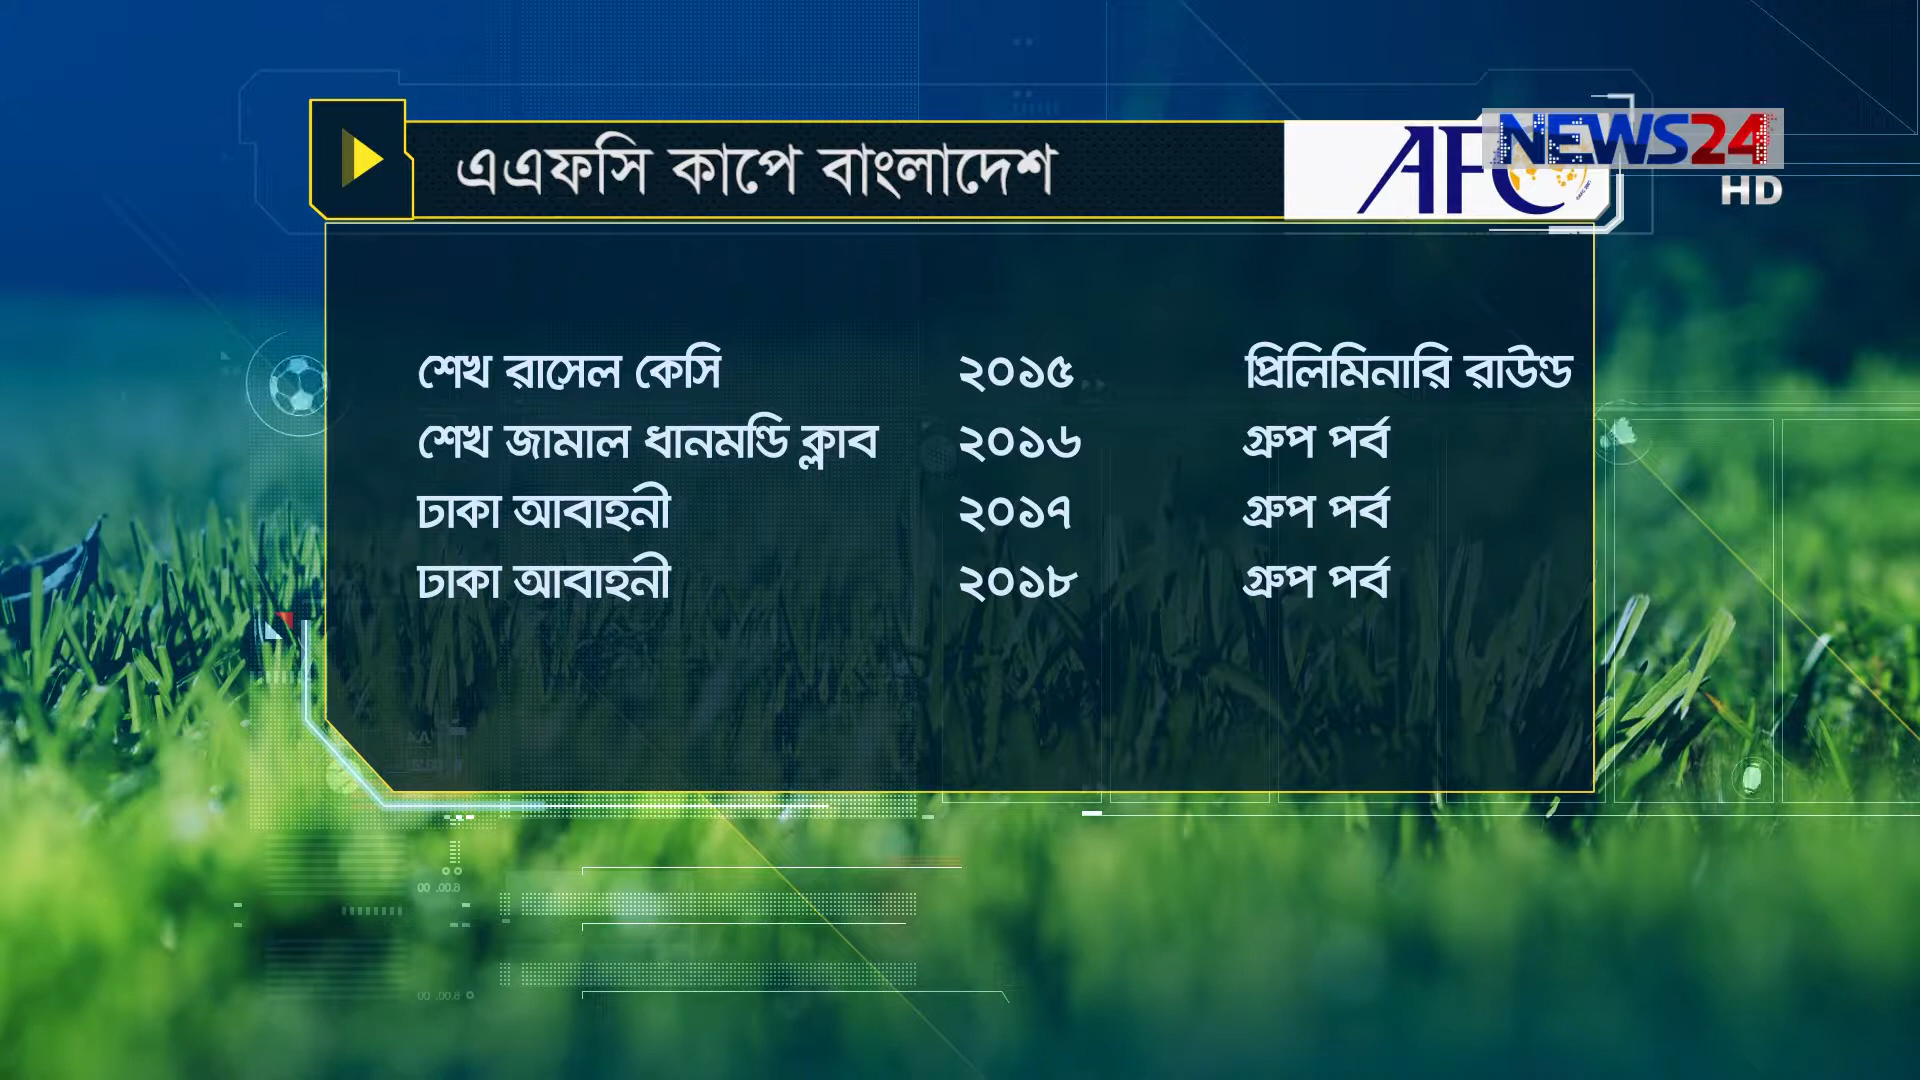 এএফসি কাপে বাংলাদেশ
AFC
NEWS24
HD
শেখ রাসেল কেসি ২০১৫ প্রিলিমিনারি রাউন্ড
শেখ জামাল ধানমন্ডি ক্লাব ২০১৬ গ্রুপ পর্ব
ঢাকা আবাহনী ২০১৭ গ্রুপ পর্ব
ঢাকা আবাহনী ২০১৮ গ্রুপ পর্ব